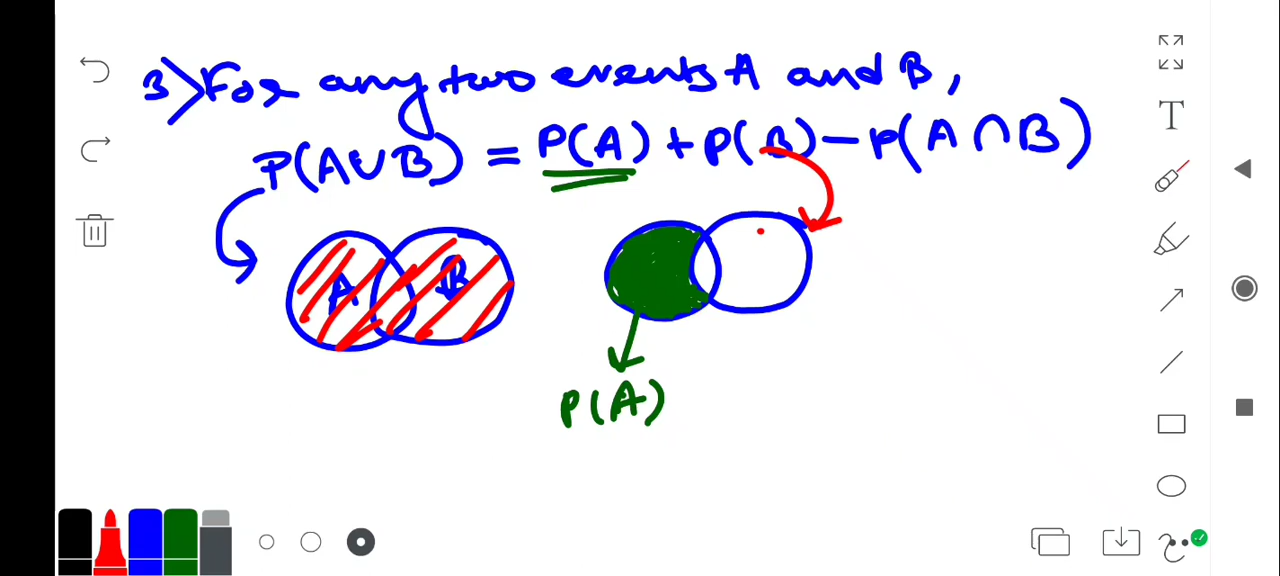 3) For any two events A and B,
P(A∪B) = P(A) + P(B) - P(A∩B)
A B
P(A)
T